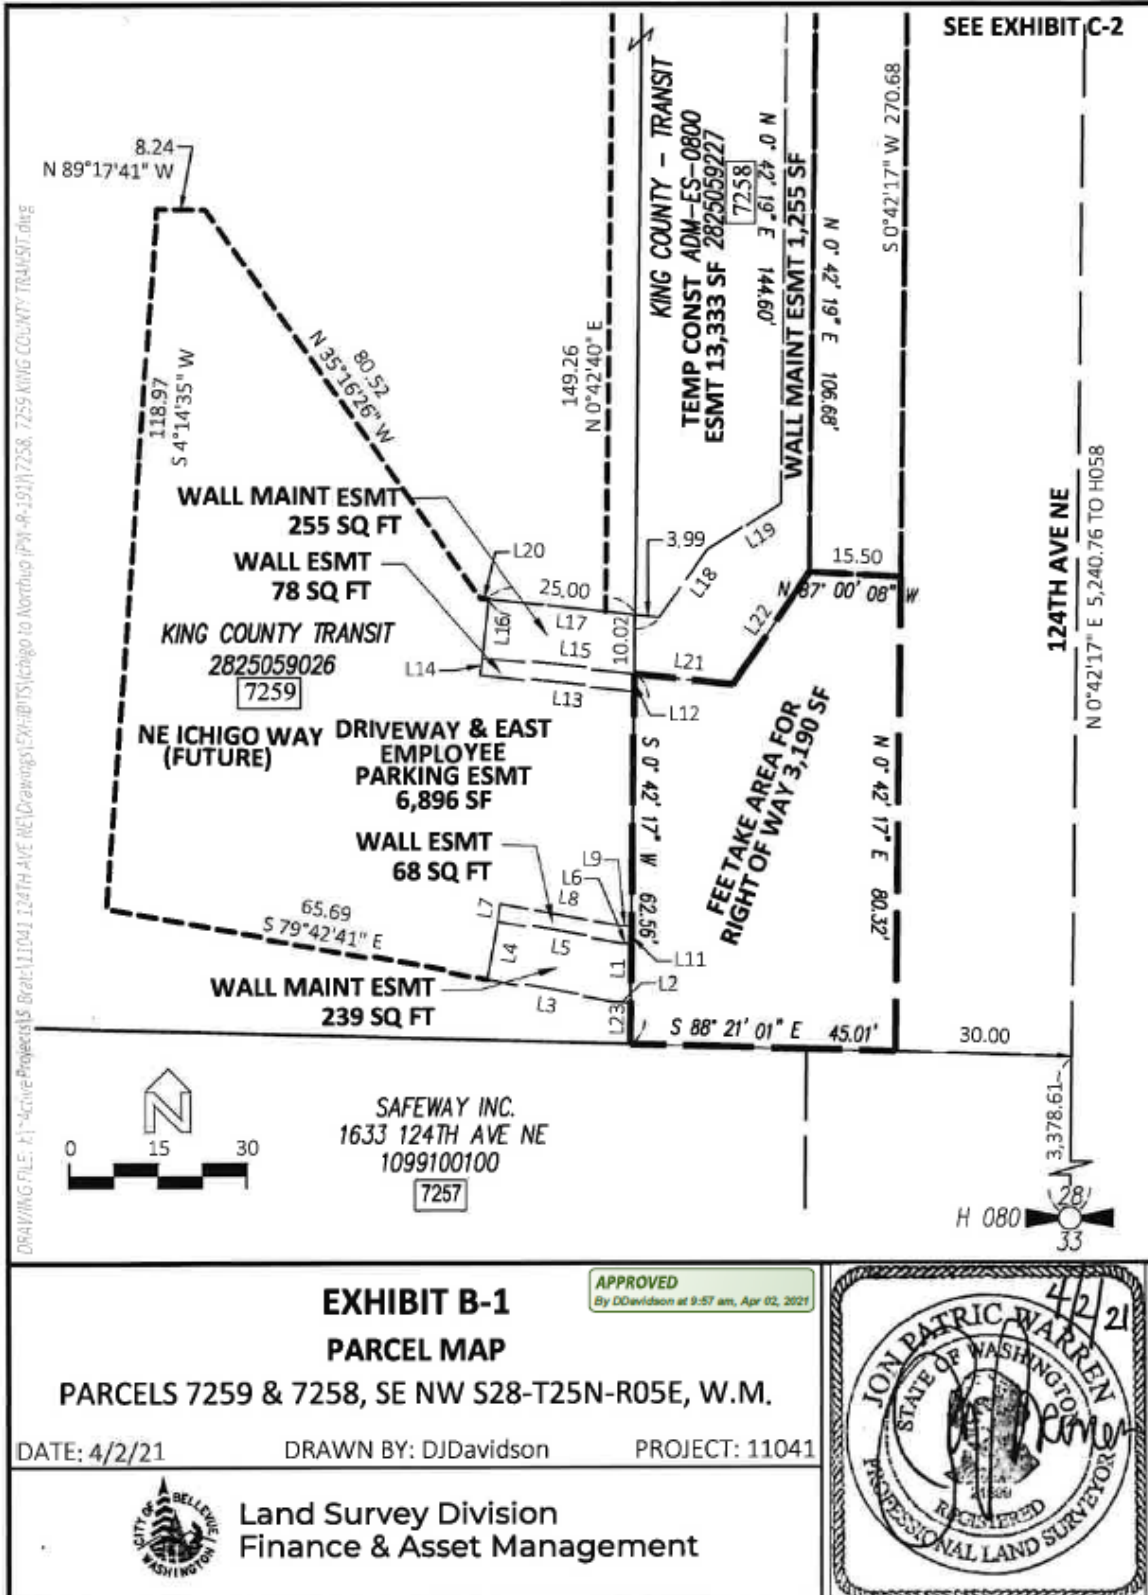 SEE EXHIBIT C-2
8.24
N 89°17'41" W
118.97
S 4°14'35" W
80.52
N 35°16'26" W
149.26
N 0°42'40" E
KING COUNTY - TRANSIT
TEMP CONST ADM-ES-0800
ESMT 13,333 SF 2825059227
7258
N 0° 42' 19" E 144.60'
WALL MAINT ESMT 1,255 SF
N 0° 42' 19" E 106.68'
S 0°42'17" W 270.68
124TH AVE NE
N 0°42'17" E 5,240.76 TO H058
WALL MAINT ESMT
255 SQ FT
WALL ESMT
78 SQ FT
L20
25.00
L17
L16
L15
10.02
L14
L13
3.99
L18
L19
15.50
N 87° 00' 08" W
L22
L21
L12
KING COUNTY TRANSIT
2825059026
7259
NE ICHIGO WAY
(FUTURE)
DRIVEWAY & EAST
EMPLOYEE
PARKING ESMT
6,896 SF
S 0° 42' 17" W 62.56'
FEE TAKE AREA FOR
RIGHT OF WAY 3,190 SF
N 0° 42' 17" E 80.32'
WALL ESMT
68 SQ FT
L9
L6
L8
L7
L5
L4
L1
L11
L2
L3
L23
65.69
S 79°42'41" E
WALL MAINT ESMT
239 SQ FT
S 88° 21' 01" E 45.01'
30.00
3,378.61
0 15 30
SAFEWAY INC.
1633 124TH AVE NE
1099100100
7257
H 080
28
33
EXHIBIT B-1
APPROVED
By DDavidson at 9:57 am, Apr 02, 2021
PARCEL MAP
PARCELS 7259 & 7258, SE NW S28-T25N-R05E, W.M.
DATE: 4/2/21 DRAWN BY: DJDavidson PROJECT: 11041
CITY OF BELLEVUE
WASHINGTON
Land Survey Division
Finance & Asset Management
4/2/21
JON PATRIC WARREN
STATE OF WASHINGTON
REGISTERED
PROFESSIONAL LAND SURVEYOR